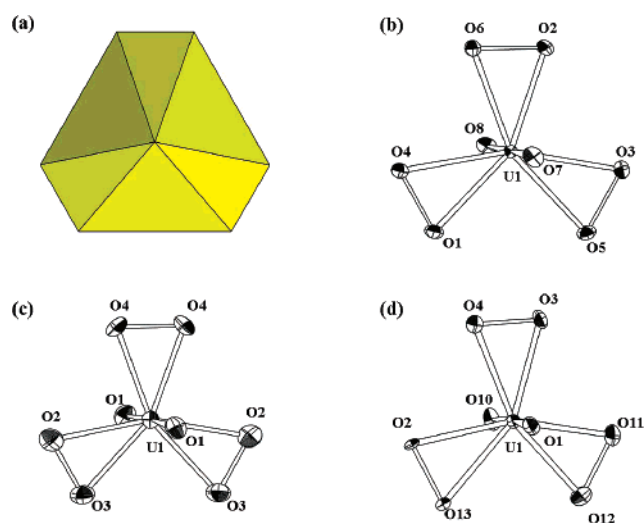 (a)
(b)
O6 O2
O8
O4 O7 O3
U1
O1 O5
(c)
O4 O4
O1
O2 O2
U1 O1
O3 O3
(d)
O4 O3
O10
O2 O11
U1 O1
O13 O12